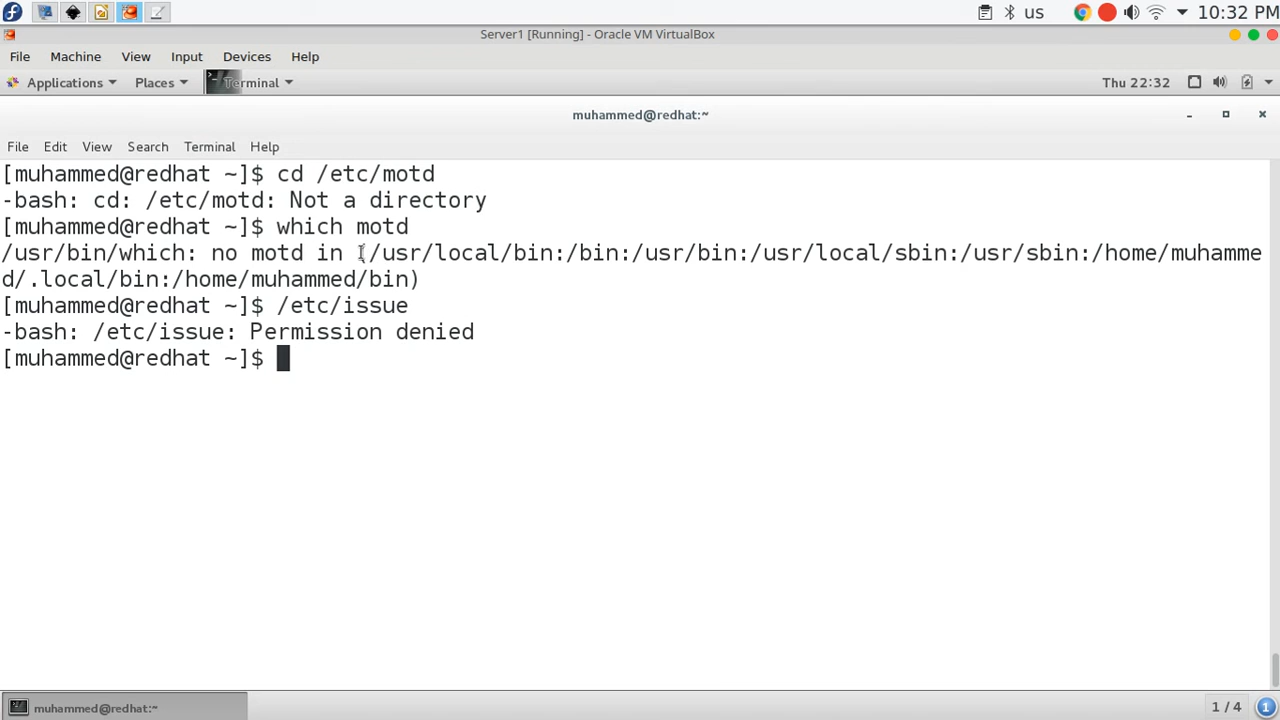 us 10:32 PM
Server1 [Running] - Oracle VM VirtualBox
File Machine View Input Devices Help
Applications Places Terminal Thu 22:32
muhammed@redhat:~
File Edit View Search Terminal Help
[muhammed@redhat ~]$ cd /etc/motd
-bash: cd: /etc/motd: Not a directory
[muhammed@redhat ~]$ which motd
/usr/bin/which: no motd in (/usr/local/bin:/bin:/usr/bin:/usr/local/sbin:/usr/sbin:/home/muhamme
d/.local/bin:/home/muhammed/bin)
[muhammed@redhat ~]$ /etc/issue
-bash: /etc/issue: Permission denied
[muhammed@redhat ~]$
muhammed@redhat:~ 1 / 4 1